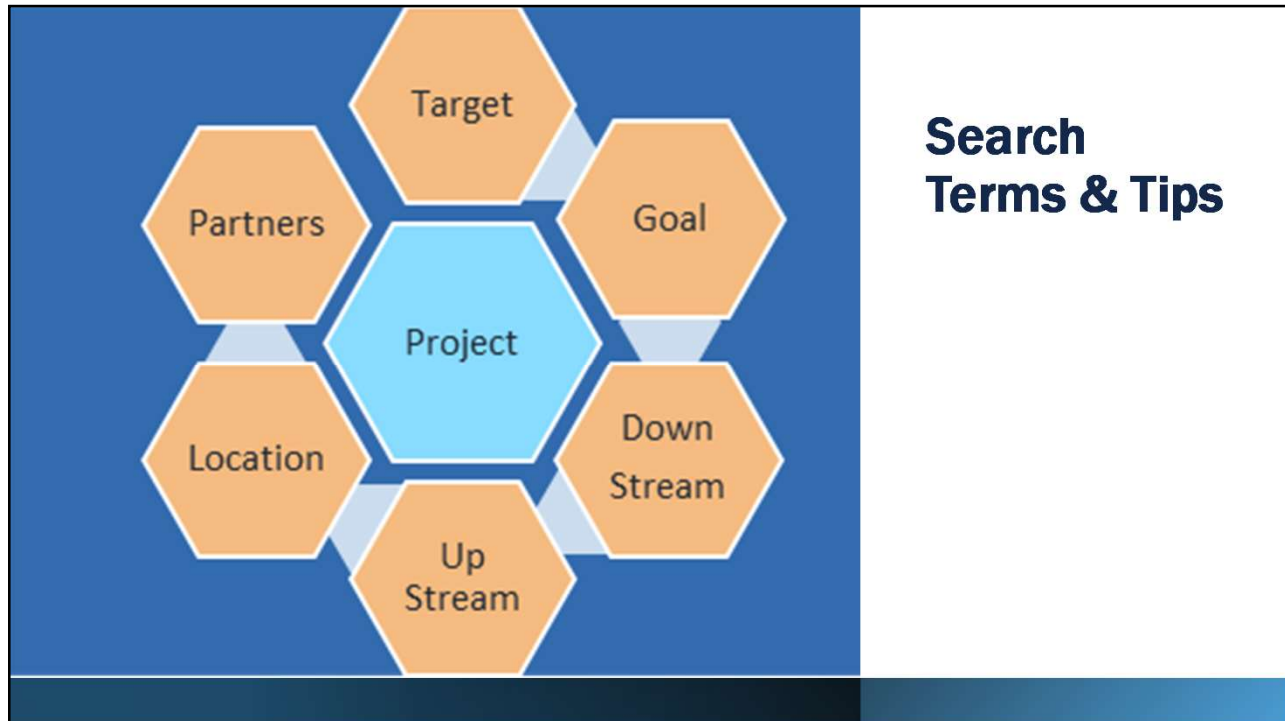 Search
Terms & Tips
Target
Goal
Down
Stream
Up
Stream
Location
Partners
Project